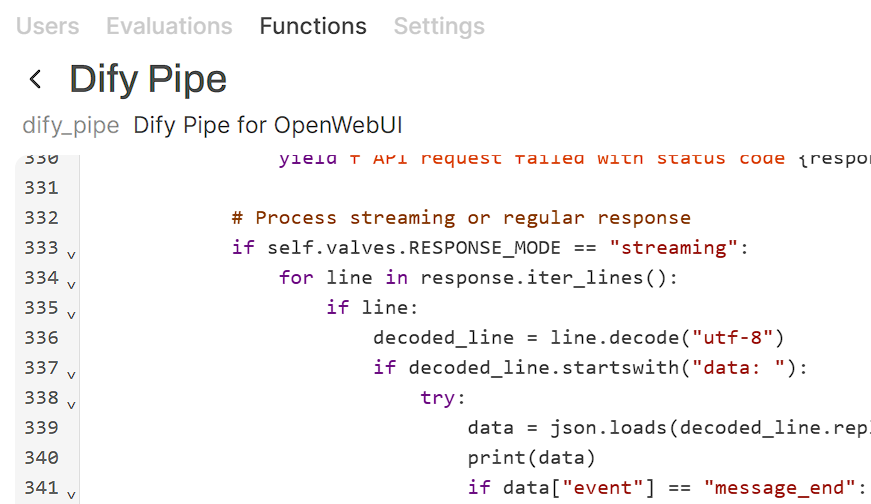 Users Evaluations Functions Settings
Dify Pipe
dify_pipe Dify Pipe for OpenWebUI
330 yield f"API request failed with status code {respon
331
332 # Process streaming or regular response
333 if self.valves.RESPONSE_MODE == "streaming":
334 for line in response.iter_lines():
335 if line:
336 decoded_line = line.decode("utf-8")
337 if decoded_line.startswith("data: "):
338 try:
339 data = json.loads(decoded_line.repl
340 print(data)
341 if data["event"] == "message_end":